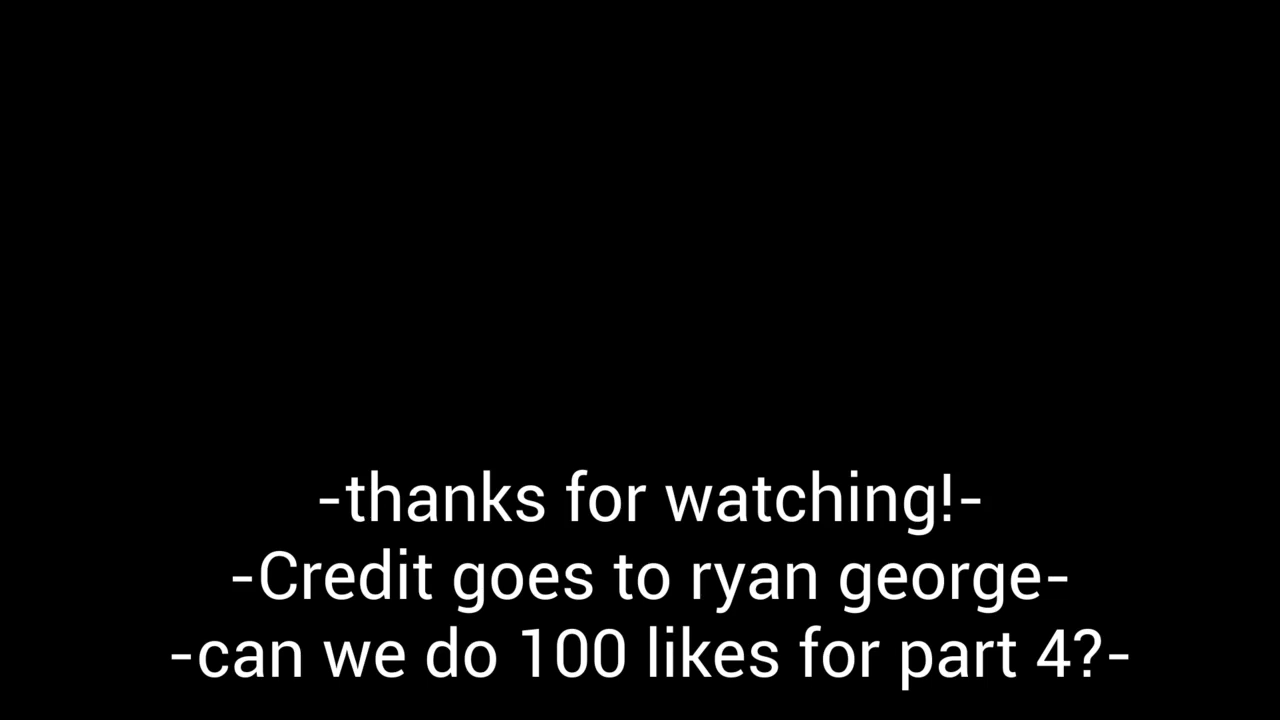 -thanks for watching!-
-Credit goes to ryan george-
-can we do 100 likes for part 4?-